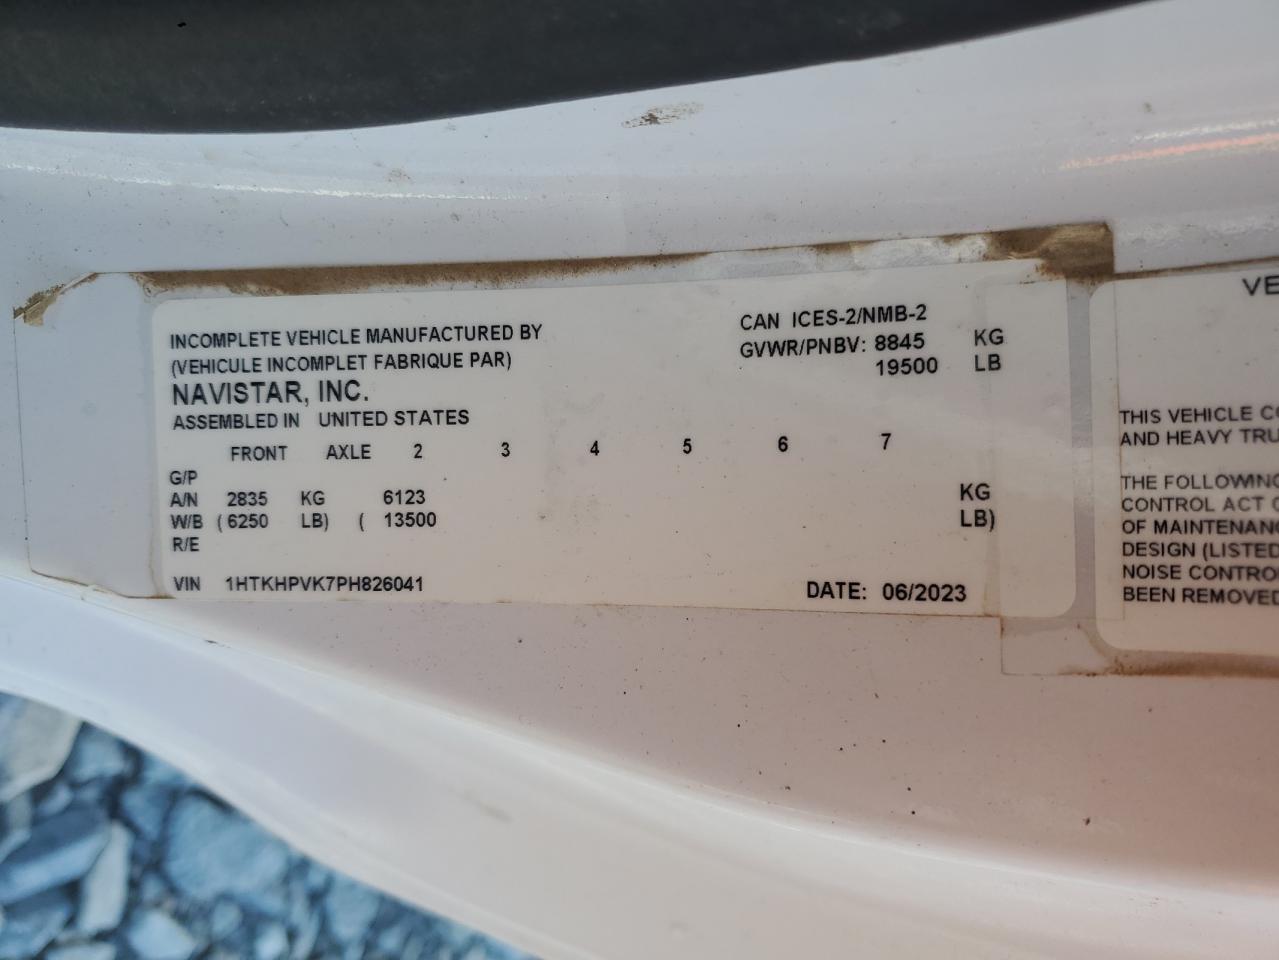 INCOMPLETE VEHICLE MANUFACTURED BY
(VEHICULE INCOMPLET FABRIQUE PAR)
NAVISTAR, INC.
ASSEMBLED IN UNITED STATES
CAN ICES-2/NMB-2
GVWR/PNBV: 8845 KG
19500 LB
FRONT AXLE 2 3 4 5 6 7
G/P
A/N 2835 KG 6123 KG
W/B (6250 LB) ( 13500 LB)
R/E
VIN 1HTKHPVK7PH826041 DATE: 06/2023
VE
THIS VEHICLE CO
AND HEAVY TRU
THE FOLLOWING
CONTROL ACT
OF MAINTENAN
DESIGN (LISTED
NOISE CONTRO
BEEN REMOVED